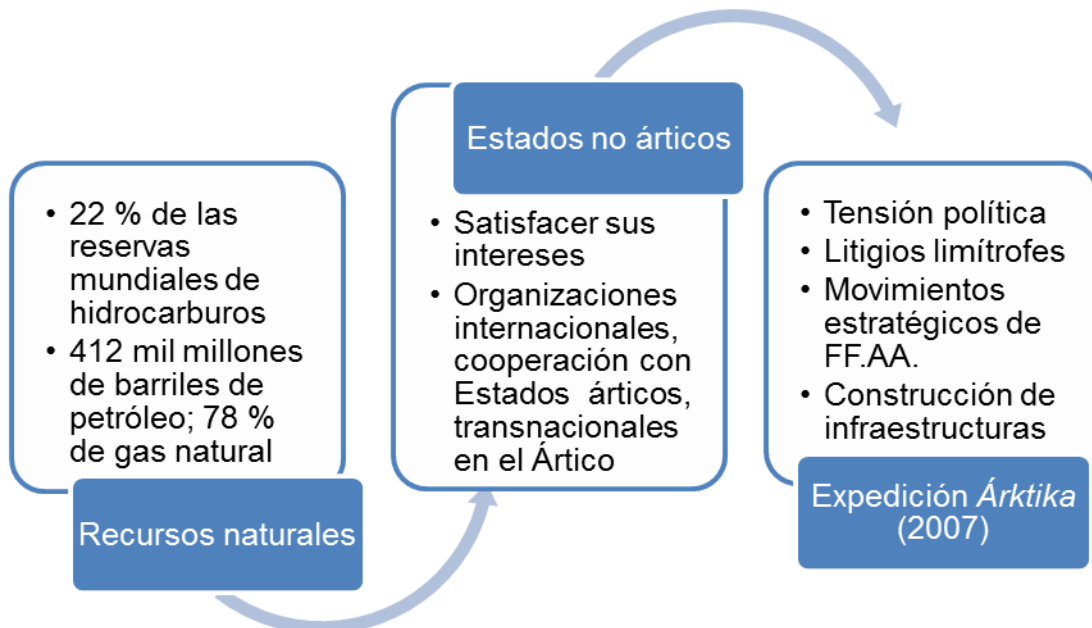 • 22 % de las
reservas
mundiales de
hidrocarburos
• 412 mil millones
de barriles de
petróleo; 78 %
de gas natural
Recursos naturales
Estados no árticos
• Satisfacer sus
intereses
• Organizaciones
internacionales,
cooperación con
Estados árticos,
transnacionales
en el Ártico
• Tensión política
• Litigios limítrofes
• Movimientos
estratégicos de
FF.AA.
• Construcción de
infraestructuras
Expedición Árktika
(2007)